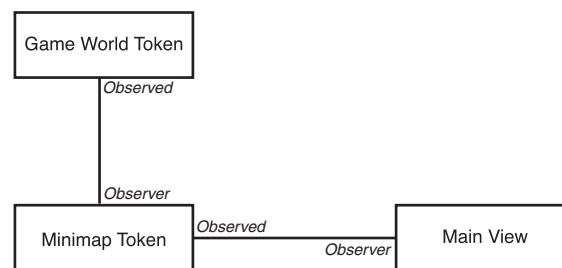 Game World Token
Observed
Observer
Minimap Token
Observed
Observer
Main View